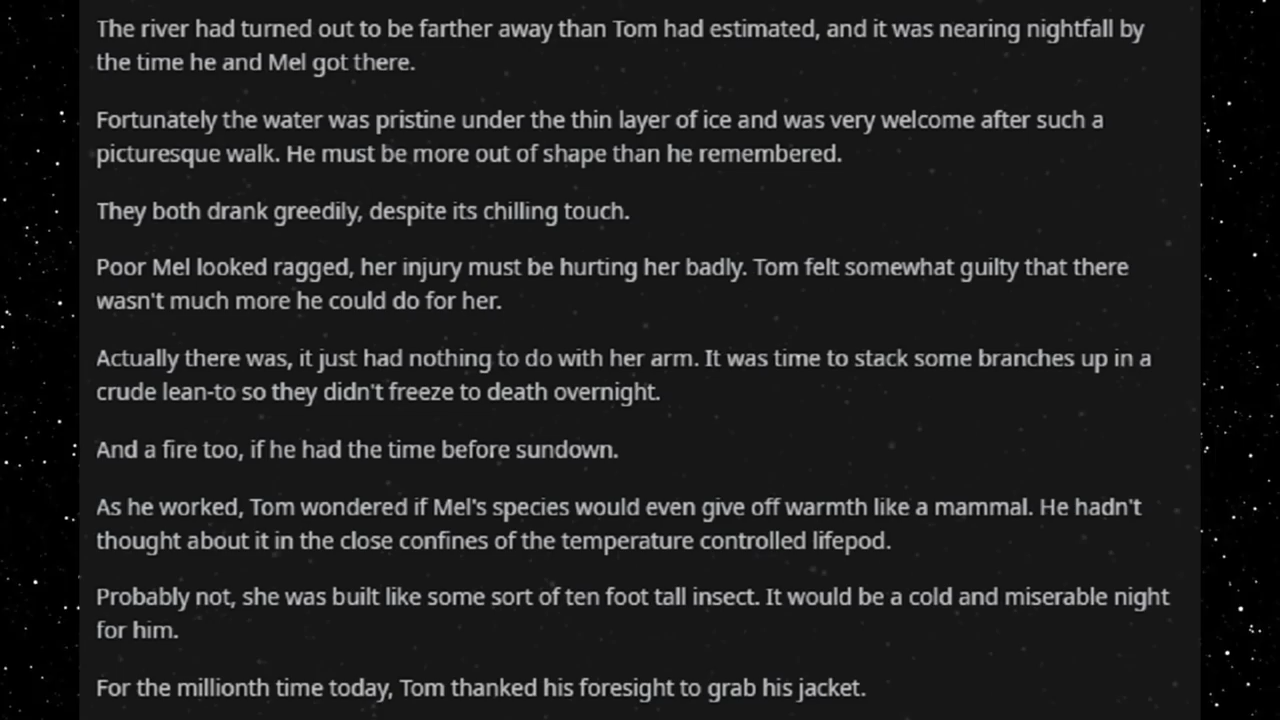 The river had turned out to be farther away than Tom had estimated, and it was nearing nightfall by
the time he and Mel got there.
Fortunately the water was pristine under the thin layer of ice and was very welcome after such a
picturesque walk. He must be more out of shape than he remembered.
They both drank greedily, despite its chilling touch.
Poor Mel looked ragged, her injury must be hurting her badly. Tom felt somewhat guilty that there
wasn't much more he could do for her.
Actually there was, it just had nothing to do with her arm. It was time to stack some branches up in a
crude lean-to so they didn't freeze to death overnight.
And a fire too, if he had the time before sundown.
As he worked, Tom wondered if Mel's species would even give off warmth like a mammal. He hadn't
thought about it in the close confines of the temperature controlled lifepod.
Probably not, she was built like some sort of ten foot tall insect. It would be a cold and miserable night
for him.
For the millionth time today, Tom thanked his foresight to grab his jacket.